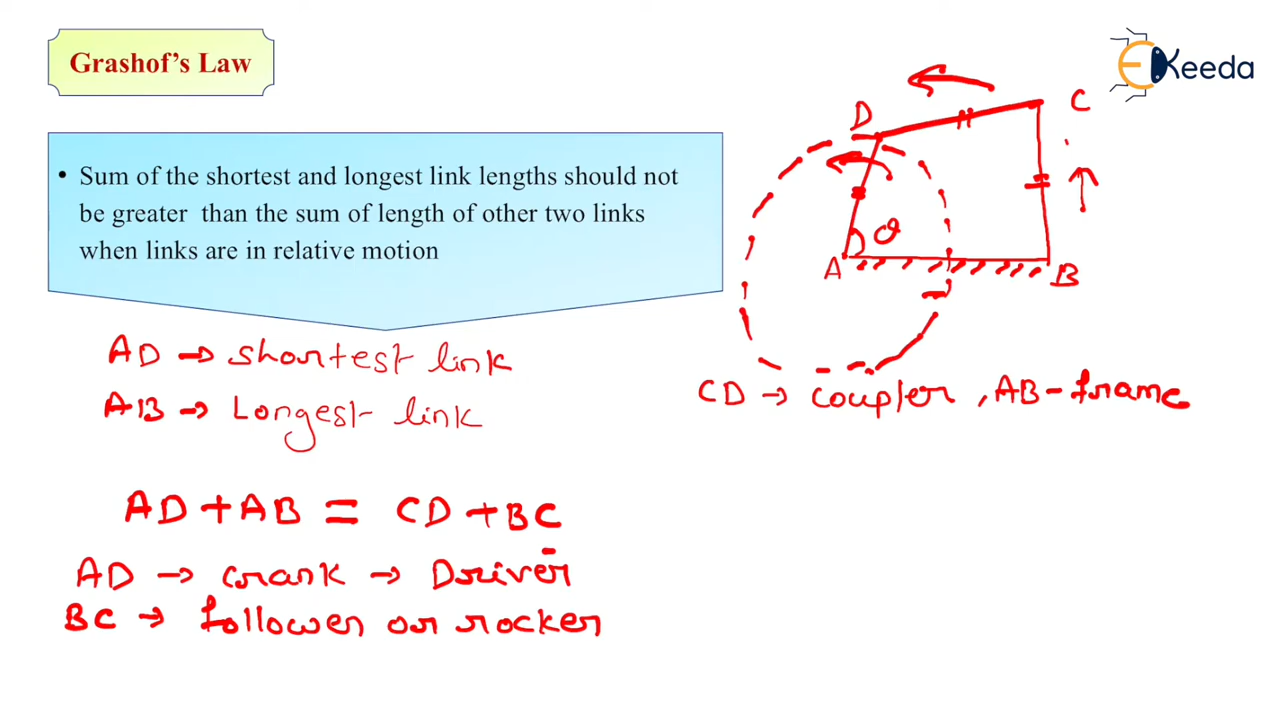 Grashof's Law
Ekeeda
• Sum of the shortest and longest link lengths should not
be greater than the sum of length of other two links
when links are in relative motion
D
C
θ
A
B
AD → shortest link
AB → Longest link
CD → coupler, AB - frame
AD + AB = CD + BC
AD → crank → Driver
BC → follower or rocker